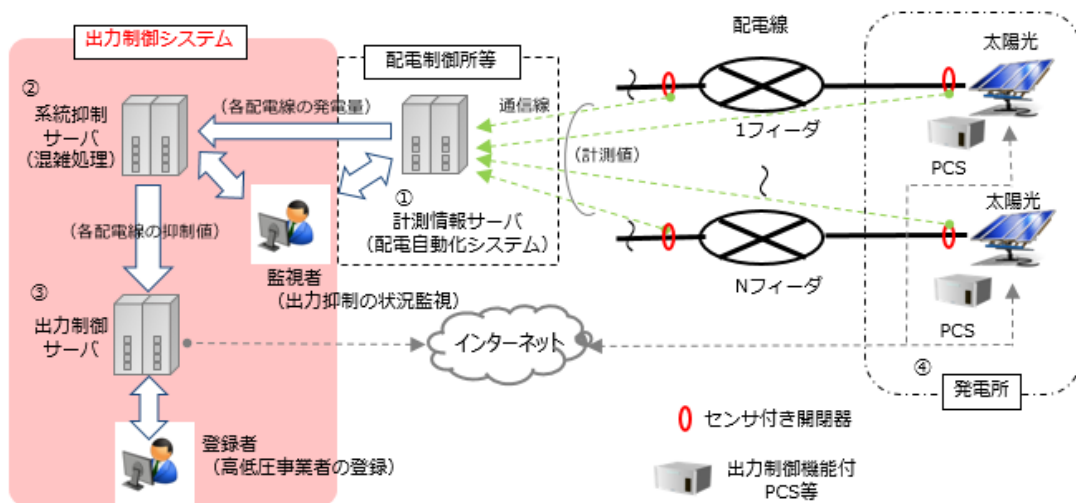 出力制御システム
②
系統抑制
サーバ
（混雑処理）
（各配電線の発電量）
（各配電線の抑制値）
監視者
（出力抑制の状況監視）
③
出力制御
サーバ
登録者
（高低圧事業者の登録）
配電制御所等
①
計測情報サーバ
（配電自動化システム）
通信線
（計測値）
配電線
1フィーダ
Nフィーダ
インターネット
太陽光
PCS
太陽光
PCS
④
発電所
センサ付き開閉器
出力制御機能付
PCS等